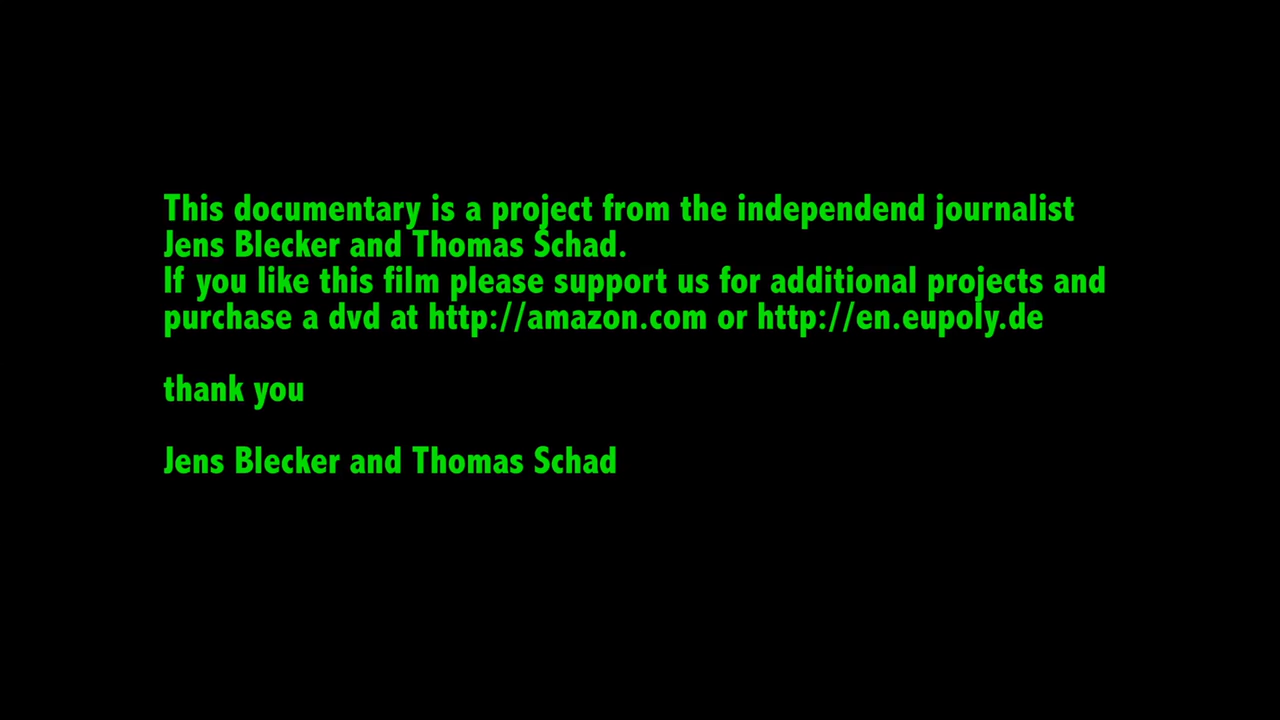 This documentary is a project from the independend journalist
Jens Blecker and Thomas Schad.
If you like this film please support us for additional projects and
purchase a dvd at http://amazon.com or http://en.eupoly.de
thank you
Jens Blecker and Thomas Schad